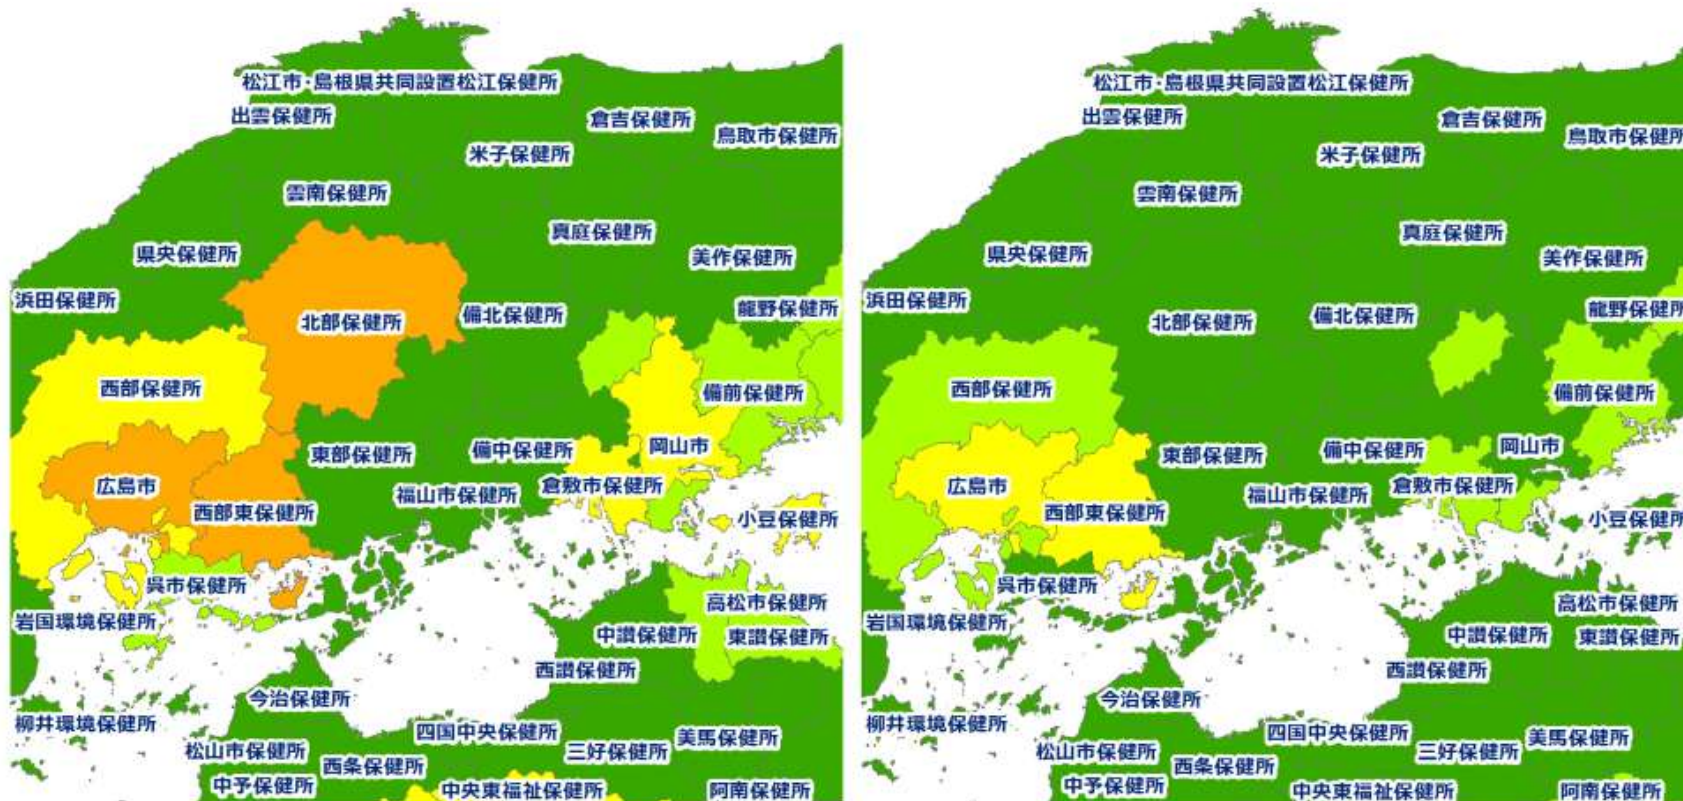 松江市・島根県共同設置松江保健所
出雲保健所
倉吉保健所
鳥取市保健所
米子保健所
雲南保健所
真庭保健所
県央保健所
美作保健所
浜田保健所
龍野保健所
北部保健所
備北保健所
西部保健所
備前保健所
岡山市
東部保健所
備中保健所
広島市
倉敷市保健所
福山市保健所
西部東保健所
小豆保健所
呉市保健所
高松市保健所
岩国環境保健所
中讃保健所
東讃保健所
西讃保健所
今治保健所
柳井環境保健所
四国中央保健所
美馬保健所
松山市保健所
三好保健所
西条保健所
中予保健所
中央東福祉保健所
阿南保健所
松江市・島根県共同設置松江保健所
出雲保健所
倉吉保健所
鳥取市保健所
米子保健所
雲南保健所
真庭保健所
県央保健所
美作保健所
浜田保健所
龍野保健所
北部保健所
備北保健所
西部保健所
備前保健所
岡山市
東部保健所
備中保健所
広島市
倉敷市保健所
福山市保健所
西部東保健所
小豆保健所
呉市保健所
高松市保健所
岩国環境保健所
中讃保健所
東讃保健所
西讃保健所
今治保健所
柳井環境保健所
四国中央保健所
美馬保健所
松山市保健所
三好保健所
西条保健所
中予保健所
中央東福祉保健所
阿南保健所